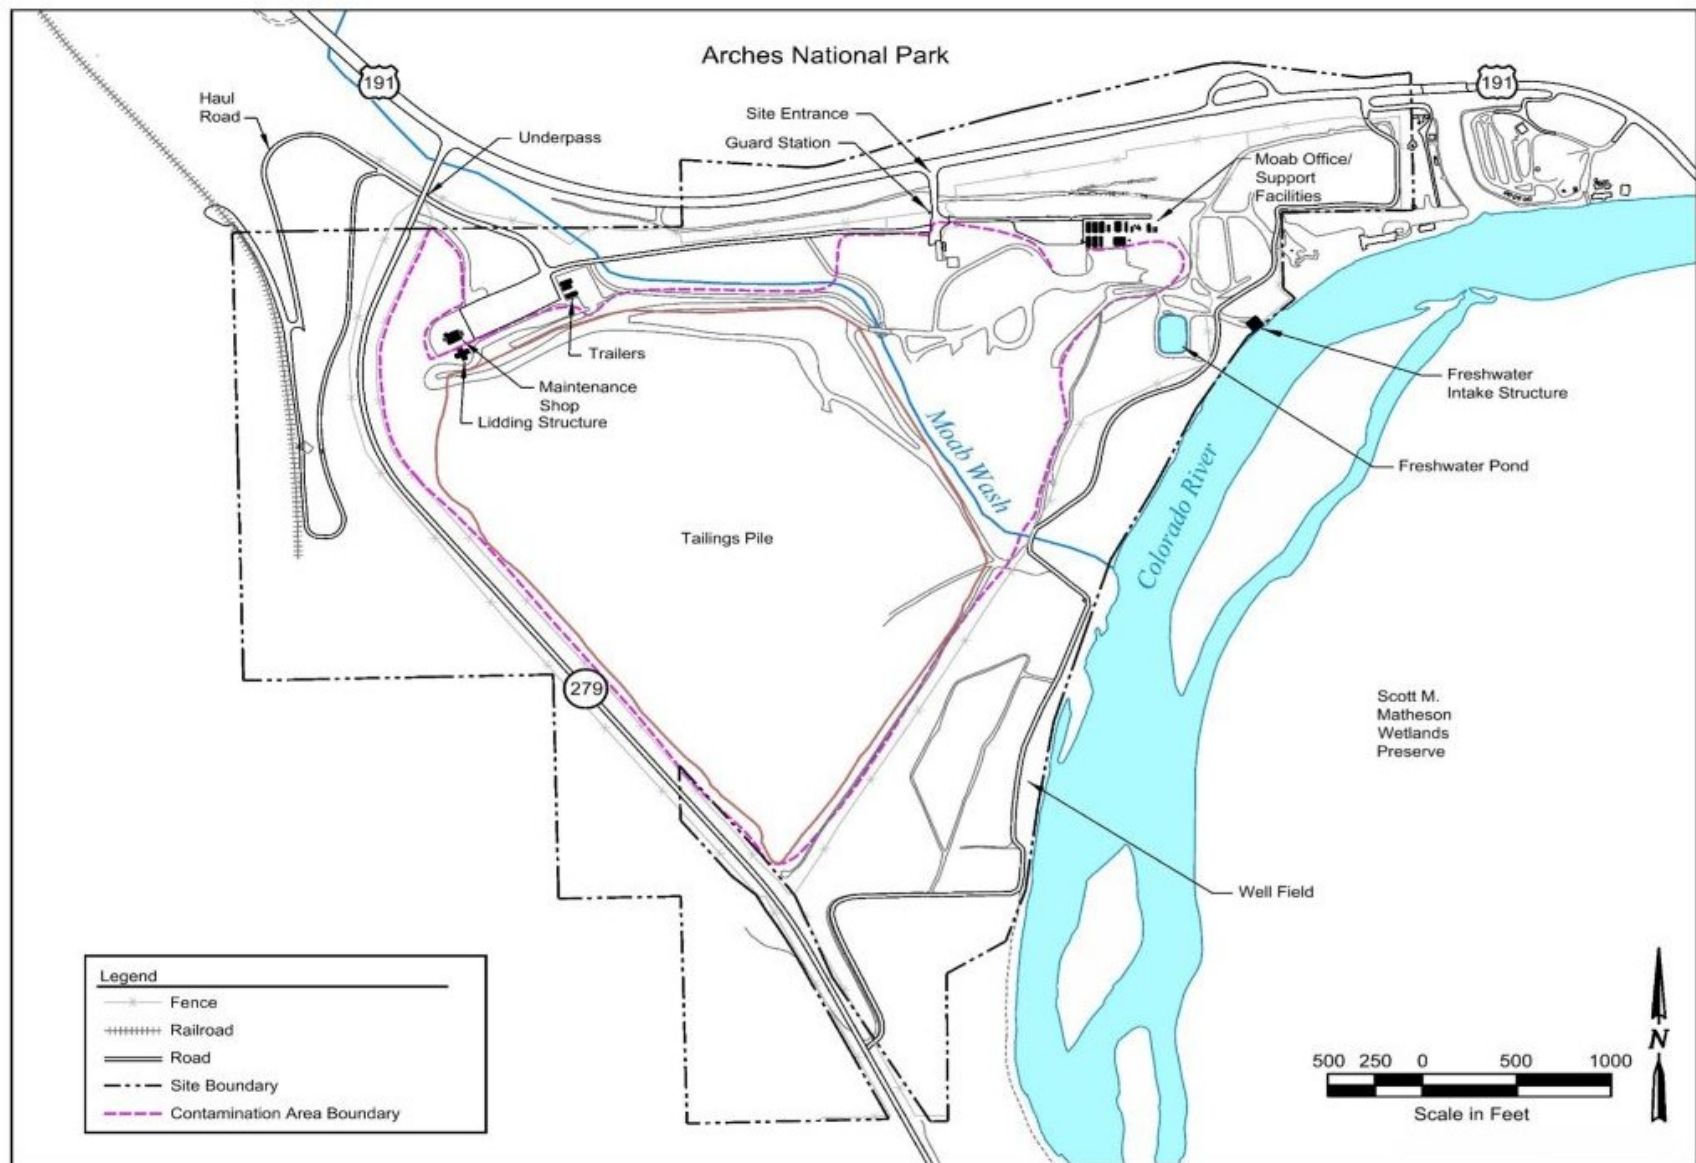 Arches National Park
191
191
Haul
Road
Underpass
Site Entrance
Guard Station
Moab Office/
Support
Facilities
Trailers
Maintenance
Shop
Lidding Structure
Freshwater
Intake Structure
Freshwater Pond
Moab Wash
Colorado River
Tailings Pile
279
Scott M.
Matheson
Wetlands
Preserve
Well Field
Legend
Fence
Railroad
Road
Site Boundary
Contamination Area Boundary
N
500 250 0 500 1000
Scale in Feet